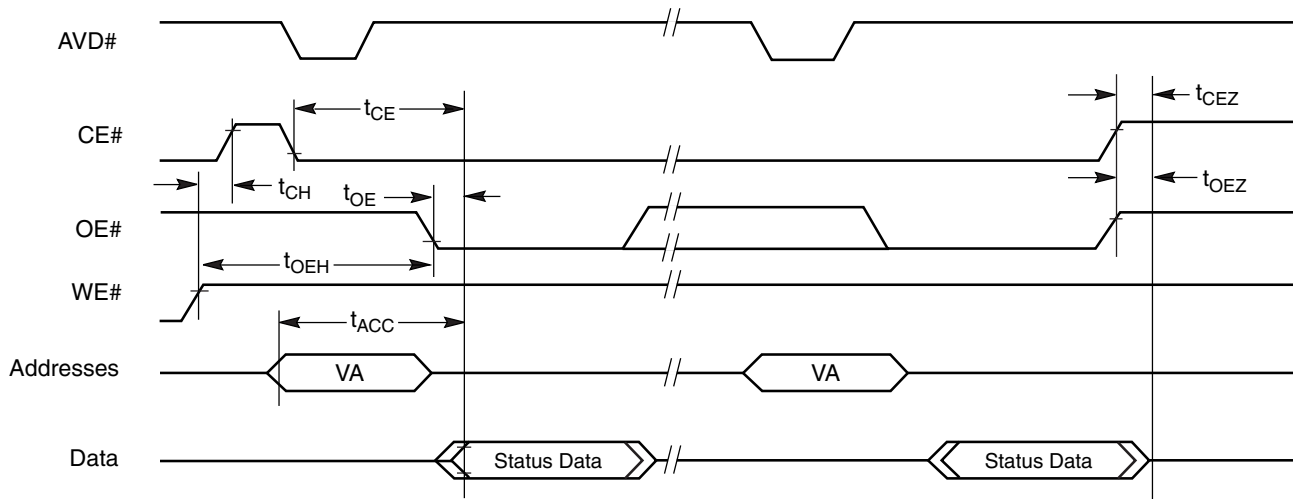 AVD#
tCE
tCEZ
CE#
tCH
tOE
tOEZ
OE#
tOEH
WE#
tACC
Addresses
VA
VA
Data
Status Data
Status Data